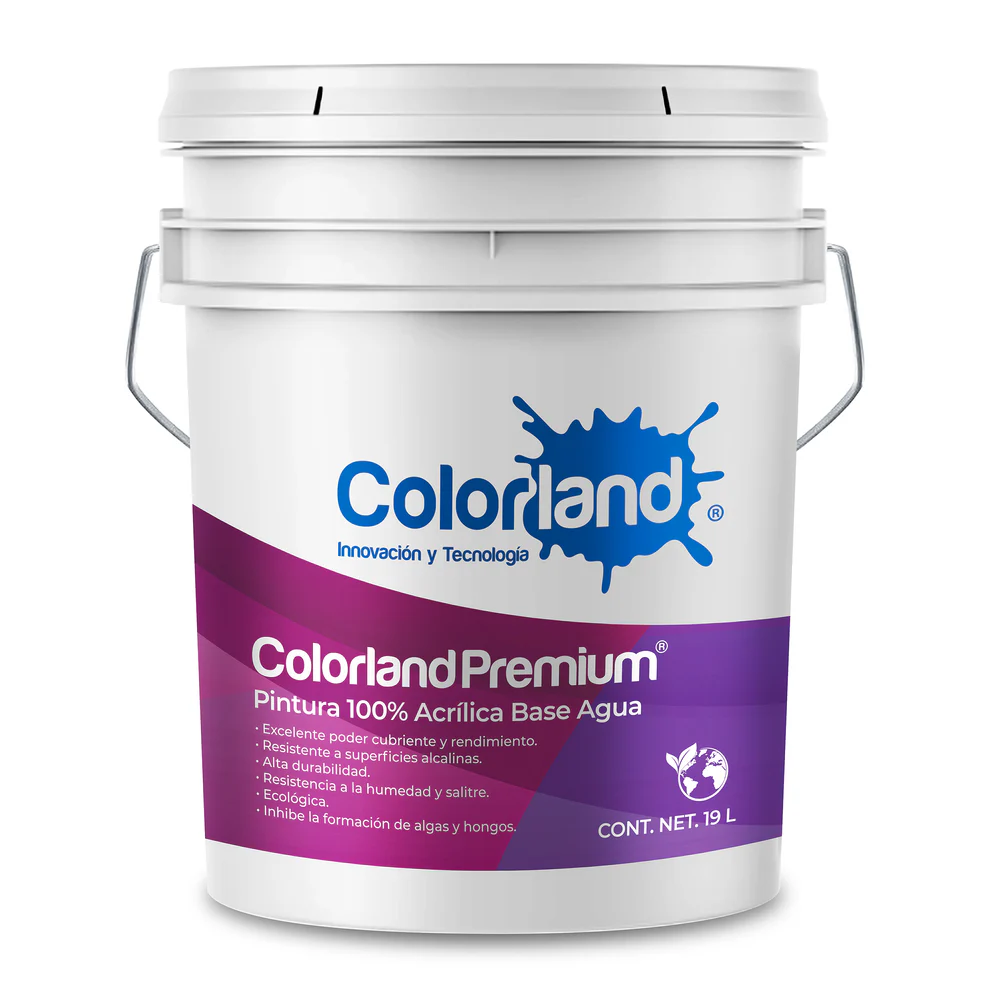 Colorland®
Innovación y Tecnología
Colorland Premium®
Pintura 100% Acrílica Base Agua
· Excelente poder cubriente y rendimiento.
· Resistente a superficies alcalinas.
· Alta durabilidad.
· Resistencia a la humedad y salitre.
· Ecológica.
· Inhibe la formación de algas y hongos.
CONT. NET. 19 L